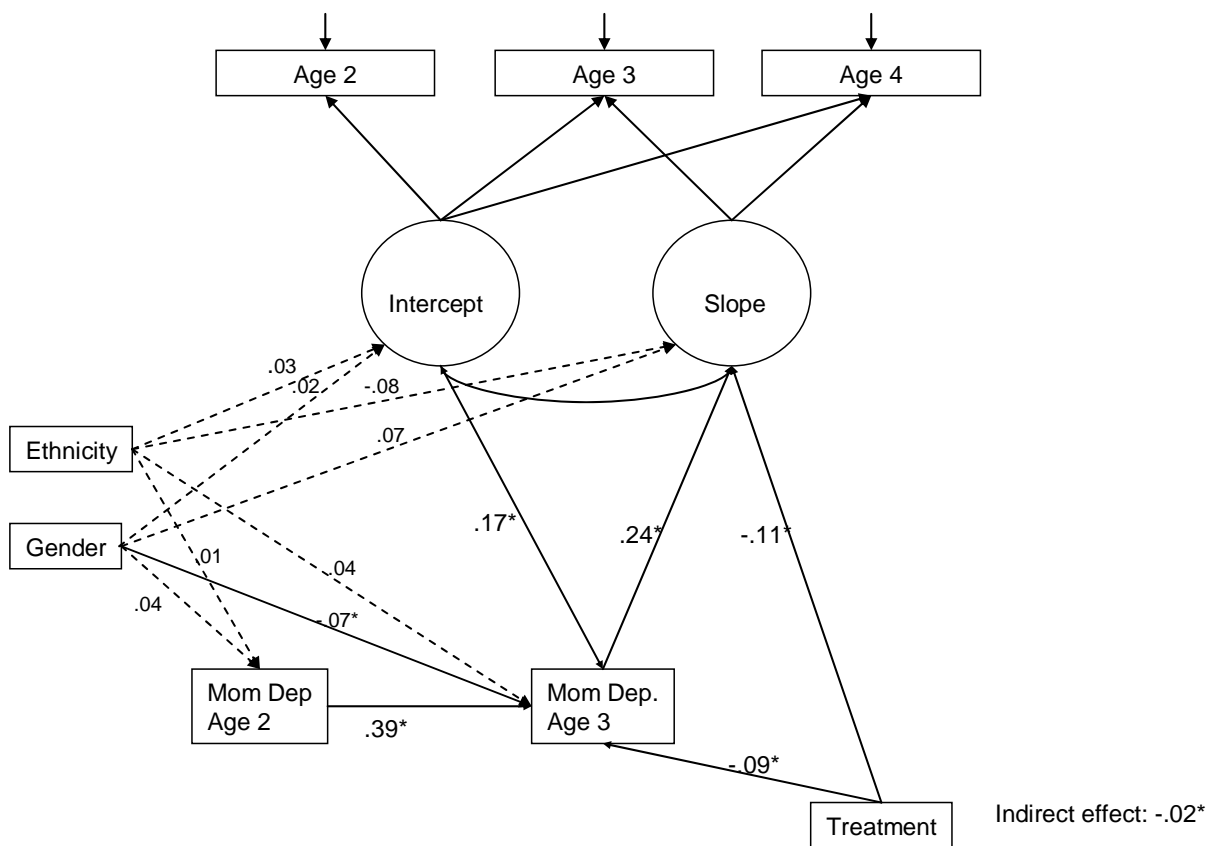 Age 2
Age 3
Age 4
Intercept
Slope
.03
.02
-.08
.07
Ethnicity
Gender
.17*
.24*
-.11*
.01
.04
.04
-.07*
Mom Dep
Age 2
.39*
Mom Dep.
Age 3
-.09*
Treatment
Indirect effect: -.02*